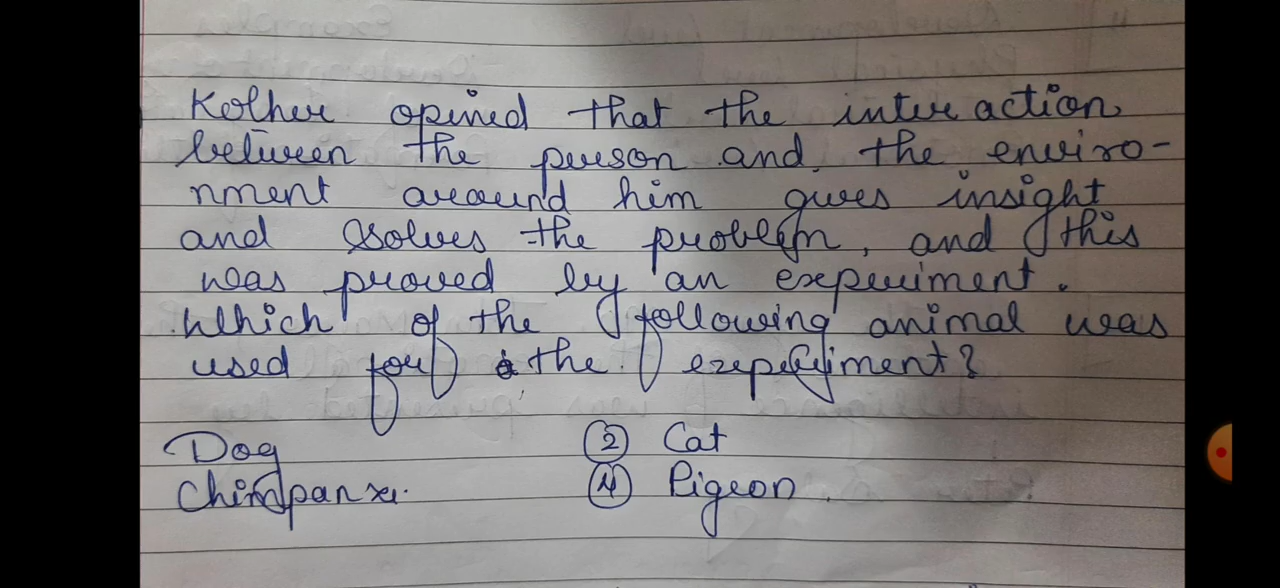 Kolher opined that the interaction
between the person and the enviro-
nment around him gives insight
and solves the problem, and this
was proved by an experiment.
Which of the following animal was
used for the experiment?
Dog ② Cat
Chimpanzi. ④ Pigeon.